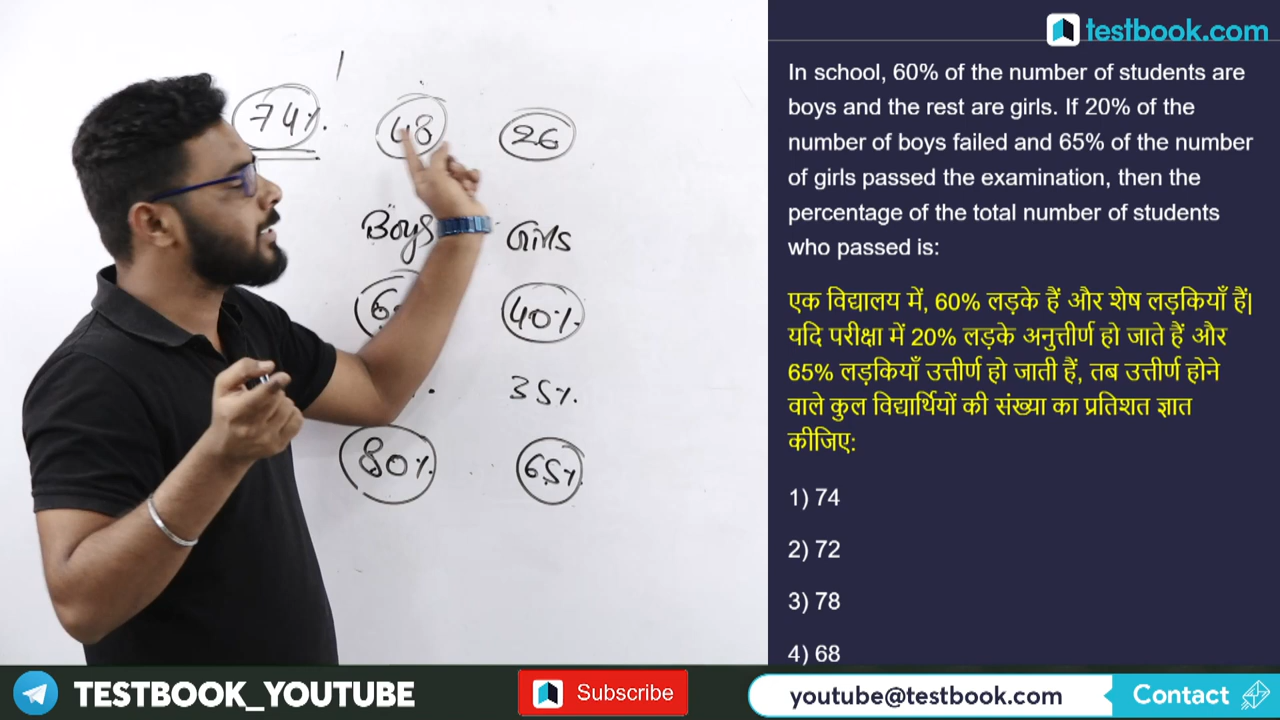 testbook.com
74%.
48
26
Boys
Girls
40%
35%.
80%.
65%.
In school, 60% of the number of students are
boys and the rest are girls. If 20% of the
number of boys failed and 65% of the number
of girls passed the examination, then the
percentage of the total number of students
who passed is:
एक विद्यालय में, 60% लड़के हैं और शेष लड़कियाँ हैं|
यदि परीक्षा में 20% लड़के अनुत्तीर्ण हो जाते हैं और
65% लड़कियाँ उत्तीर्ण हो जाती हैं, तब उत्तीर्ण होने
वाले कुल विद्यार्थियों की संख्या का प्रतिशत ज्ञात
कीजिए:
1) 74
2) 72
3) 78
4) 68
TESTBOOK_YOUTUBE
Subscribe
youtube@testbook.com
Contact